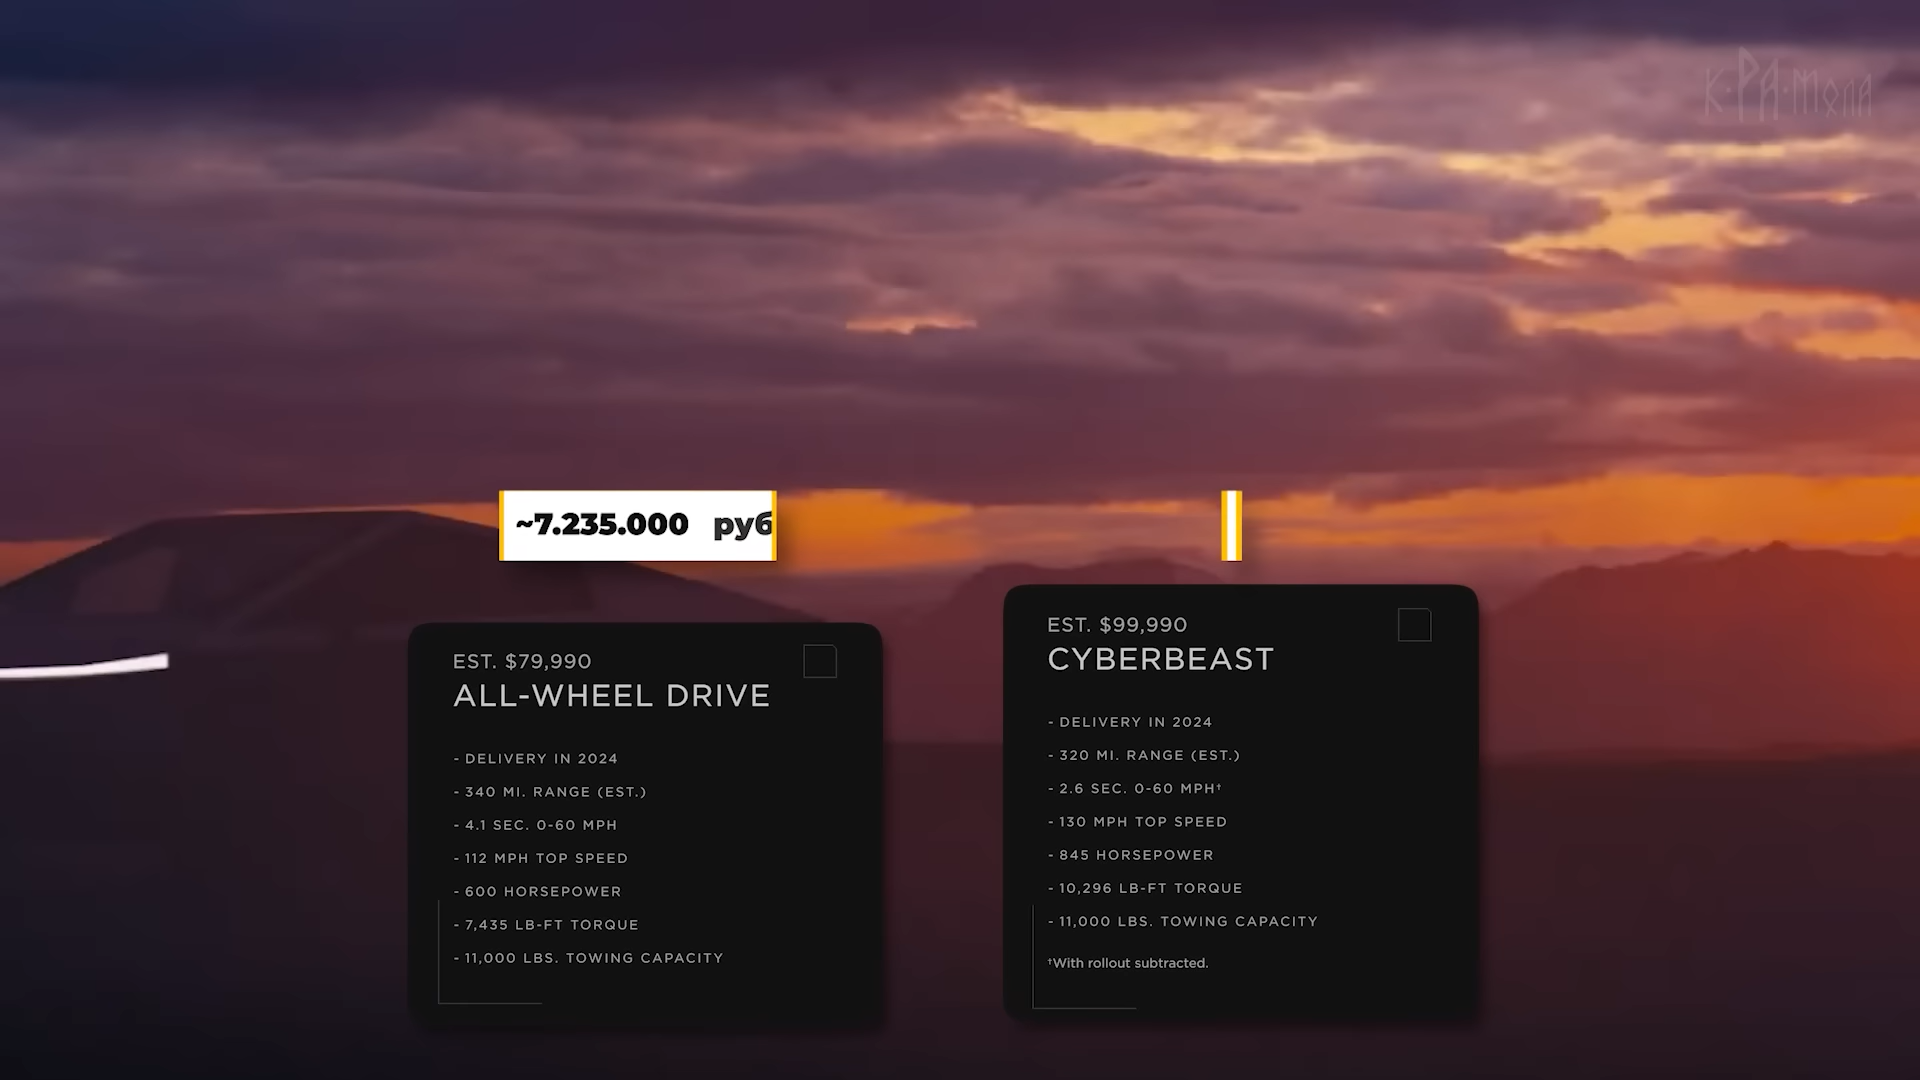 К·РА·МОЛА
~7.235.000 руб
EST. $79,990
ALL-WHEEL DRIVE
- DELIVERY IN 2024
- 340 MI. RANGE (EST.)
- 4.1 SEC. 0-60 MPH
- 112 MPH TOP SPEED
- 600 HORSEPOWER
- 7,435 LB-FT TORQUE
- 11,000 LBS. TOWING CAPACITY
EST. $99,990
CYBERBEAST
- DELIVERY IN 2024
- 320 MI. RANGE (EST.)
- 2.6 SEC. 0-60 MPH†
- 130 MPH TOP SPEED
- 845 HORSEPOWER
- 10,296 LB-FT TORQUE
- 11,000 LBS. TOWING CAPACITY
†With rollout subtracted.